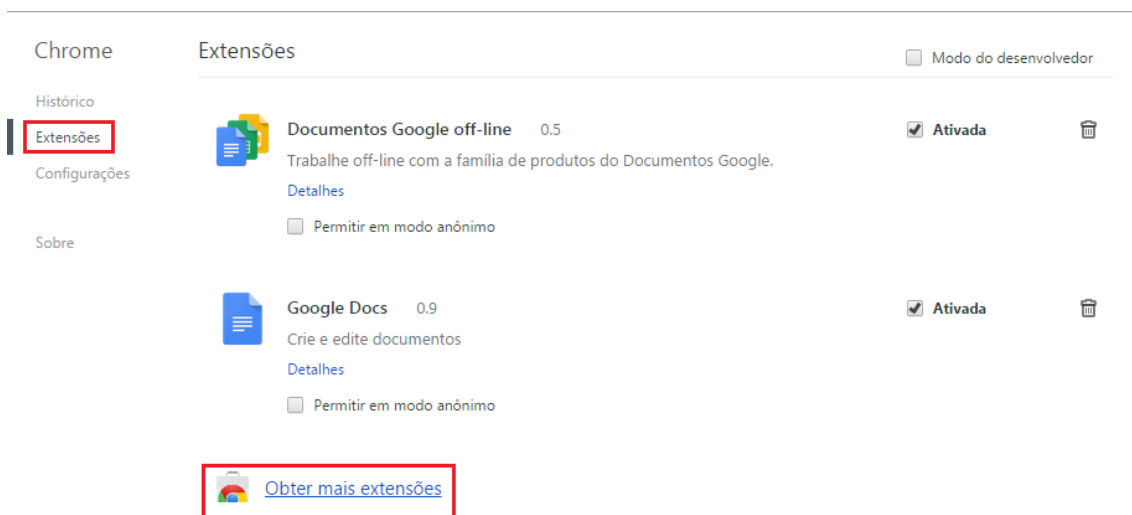 Chrome
Extensões
Modo do desenvolvedor
Histórico
Extensões
Configurações
Sobre
Documentos Google off-line 0.5
Ativada
Trabalhe off-line com a família de produtos do Documentos Google.
Detalhes
Permitir em modo anônimo
Google Docs 0.9
Ativada
Crie e edite documentos
Detalhes
Permitir em modo anônimo
Obter mais extensões